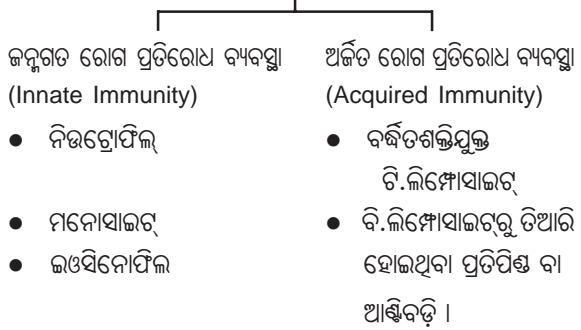 ଜନ୍ମଗତ ରୋଗ ପ୍ରତିରୋଧ ବ୍ୟବସ୍ଥା
(Innate Immunity)
● ନିଉଟ୍ରୋଫିଲ୍
● ମନୋସାଇଟ୍
● ଇଓସିନୋଫିଲ
ଅର୍ଜିତ ରୋଗ ପ୍ରତିରୋଧ ବ୍ୟବସ୍ଥା
(Acquired Immunity)
● ବର୍ଦ୍ଧିତଶକ୍ତିଯୁକ୍ତ
ଟି.ଲିମ୍ଫୋସାଇଟ୍
● ବି.ଲିମ୍ଫୋସାଇଟ୍‌ରୁ ତିଆରି
ହୋଇଥିବା ପ୍ରତିପିଣ୍ଡ ବା
ଆଣ୍ଟିବଡ଼ି ।